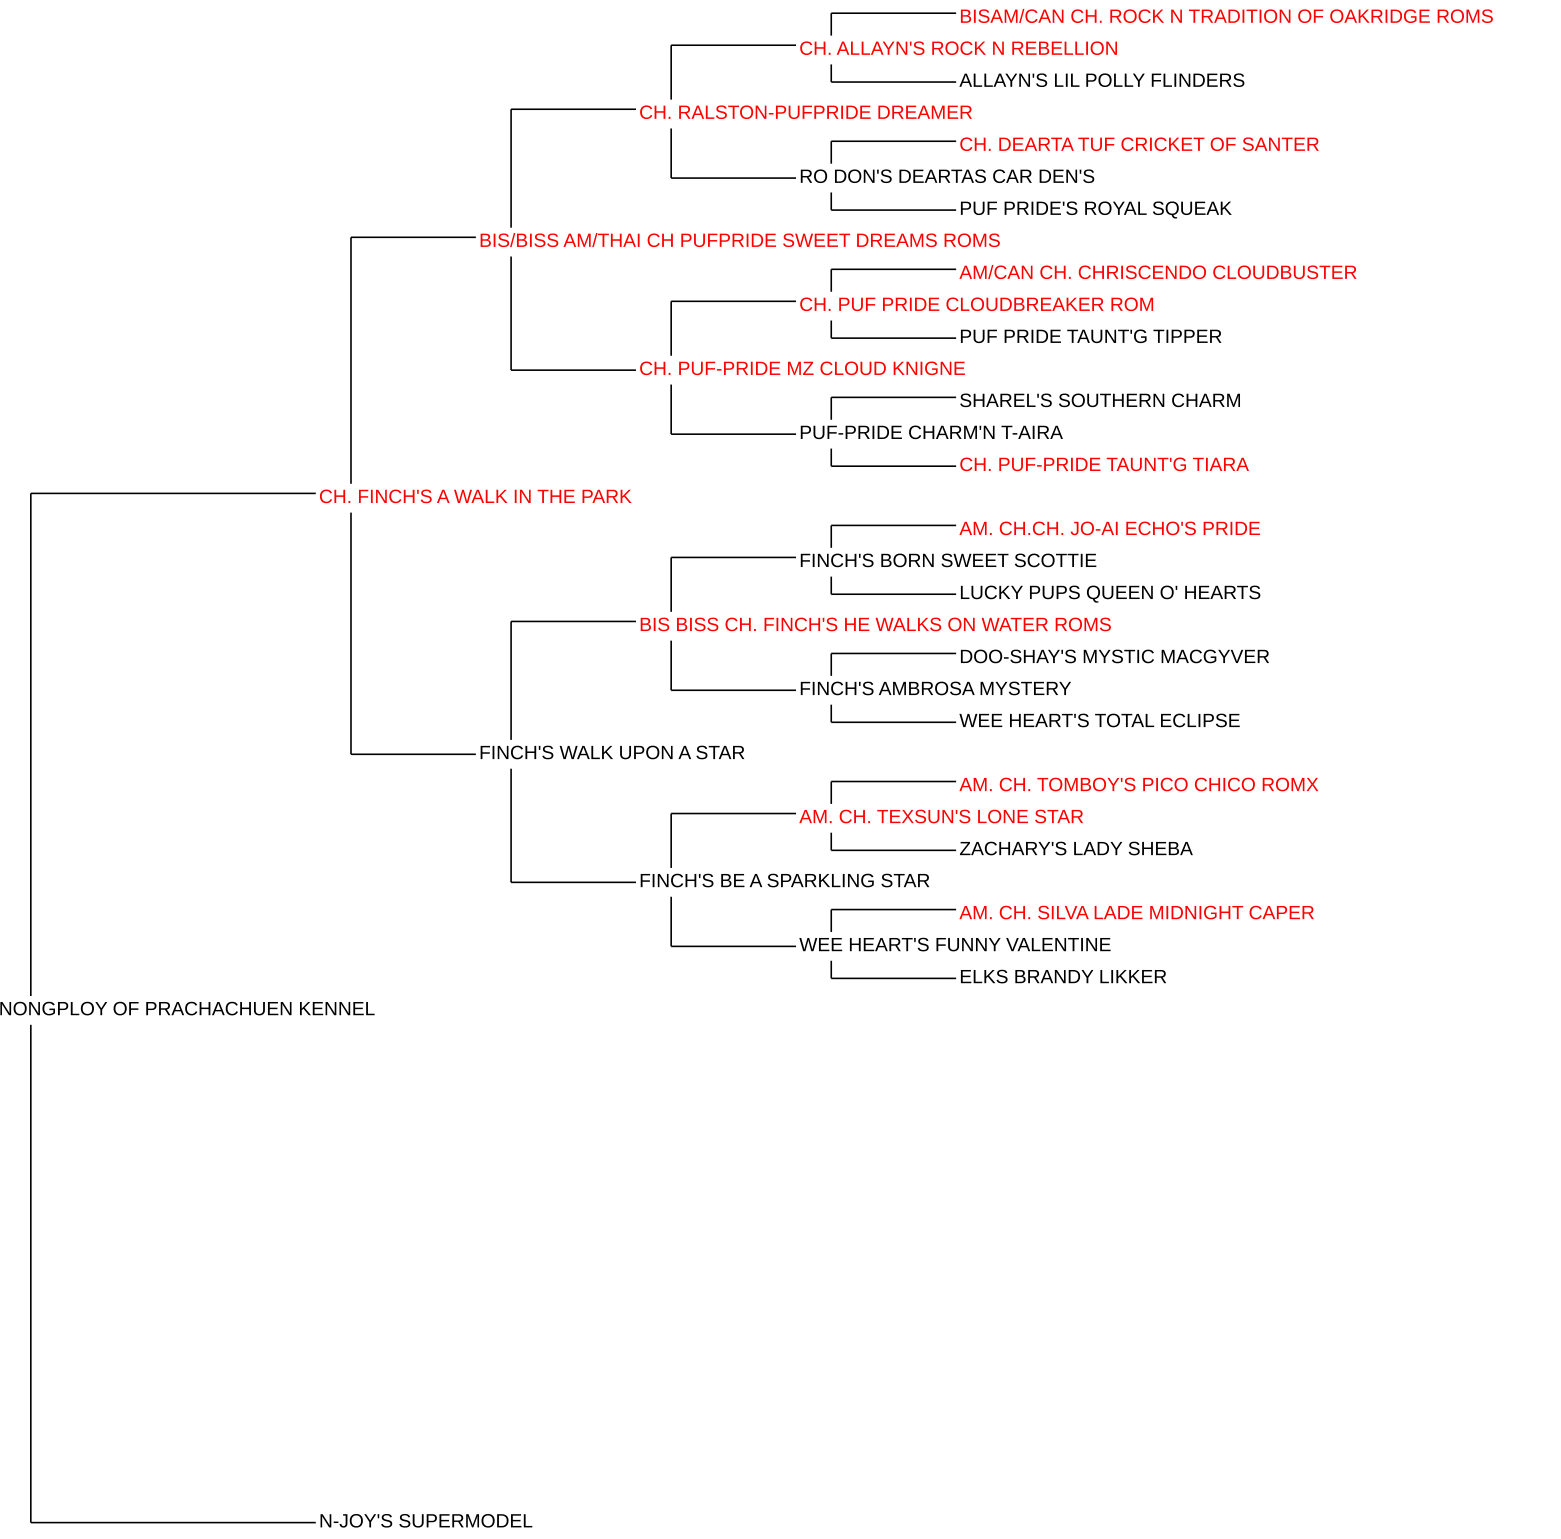 BISAM/CAN CH. ROCK N TRADITION OF OAKRIDGE ROMS
CH. ALLAYN'S ROCK N REBELLION
ALLAYN'S LIL POLLY FLINDERS
CH. RALSTON-PUFPRIDE DREAMER
CH. DEARTA TUF CRICKET OF SANTER
RO DON'S DEARTAS CAR DEN'S
PUF PRIDE'S ROYAL SQUEAK
BIS/BISS AM/THAI CH PUFPRIDE SWEET DREAMS ROMS
AM/CAN CH. CHRISCENDO CLOUDBUSTER
CH. PUF PRIDE CLOUDBREAKER ROM
PUF PRIDE TAUNT'G TIPPER
CH. PUF-PRIDE MZ CLOUD KNIGNE
SHAREL'S SOUTHERN CHARM
PUF-PRIDE CHARM'N T-AIRA
CH. PUF-PRIDE TAUNT'G TIARA
CH. FINCH'S A WALK IN THE PARK
AM. CH.CH. JO-AI ECHO'S PRIDE
FINCH'S BORN SWEET SCOTTIE
LUCKY PUPS QUEEN O' HEARTS
BIS BISS CH. FINCH'S HE WALKS ON WATER ROMS
DOO-SHAY'S MYSTIC MACGYVER
FINCH'S AMBROSA MYSTERY
WEE HEART'S TOTAL ECLIPSE
FINCH'S WALK UPON A STAR
AM. CH. TOMBOY'S PICO CHICO ROMX
AM. CH. TEXSUN'S LONE STAR
ZACHARY'S LADY SHEBA
FINCH'S BE A SPARKLING STAR
AM. CH. SILVA LADE MIDNIGHT CAPER
WEE HEART'S FUNNY VALENTINE
ELKS BRANDY LIKKER
NONGPLOY OF PRACHACHUEN KENNEL
N-JOY'S SUPERMODEL